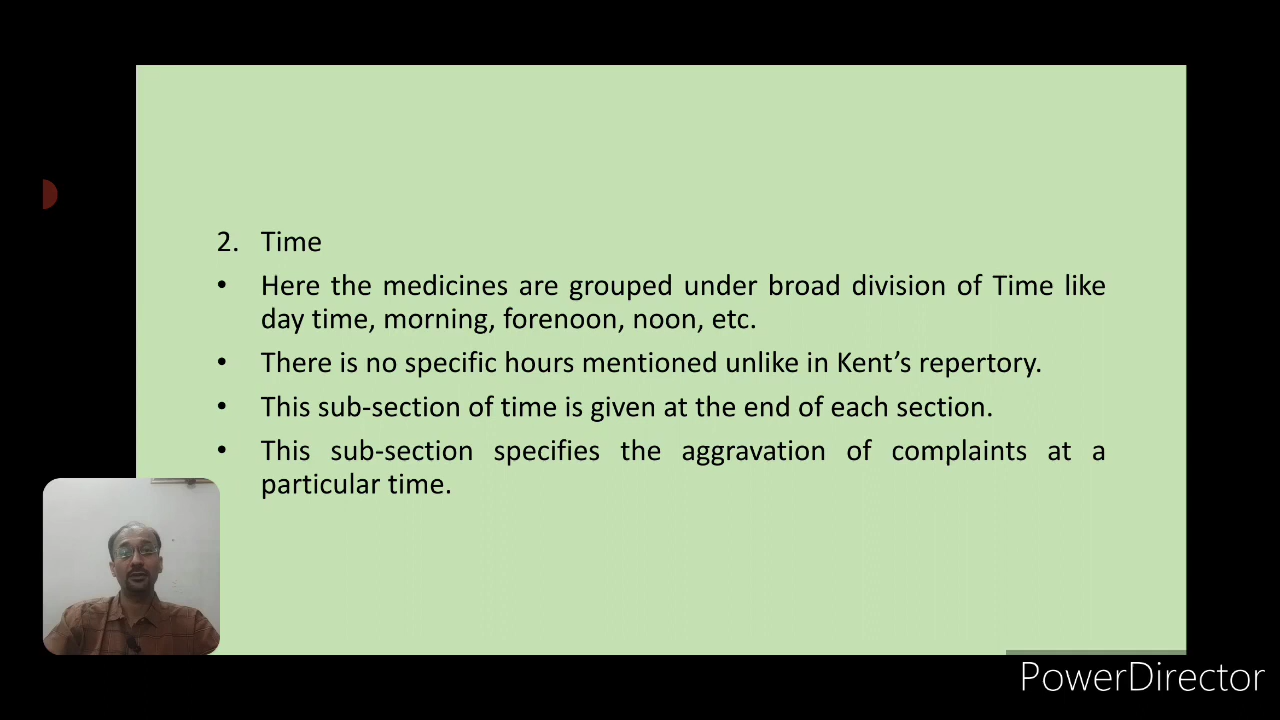 2. Time
• Here the medicines are grouped under broad division of Time like
day time, morning, forenoon, noon, etc.
• There is no specific hours mentioned unlike in Kent’s repertory.
• This sub-section of time is given at the end of each section.
• This sub-section specifies the aggravation of complaints at a
particular time.
PowerDirector